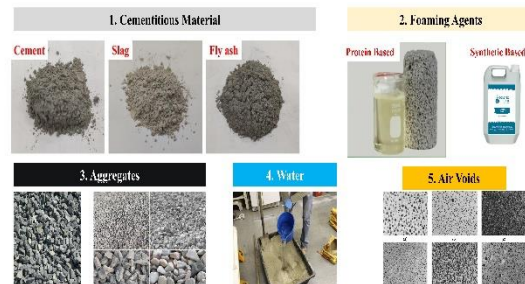 1. Cementitious Material
Cement
Slag
Fly ash
2. Foaming Agents
Protein Based
Synthetic Based
3. Aggregates
4. Water
5. Air Voids